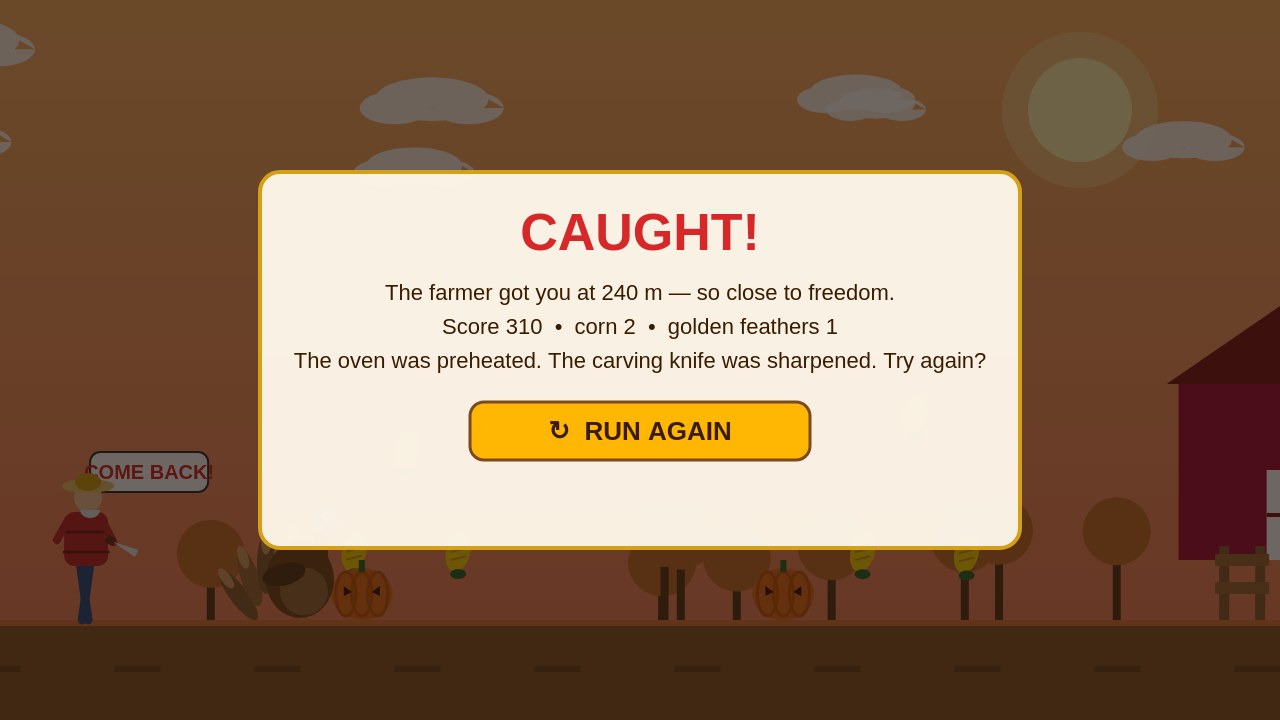 CAUGHT!
The farmer got you at 240 m — so close to freedom.
Score 310 • corn 2 • golden feathers 1
The oven was preheated. The carving knife was sharpened. Try again?
↻ RUN AGAIN
COME BACK!